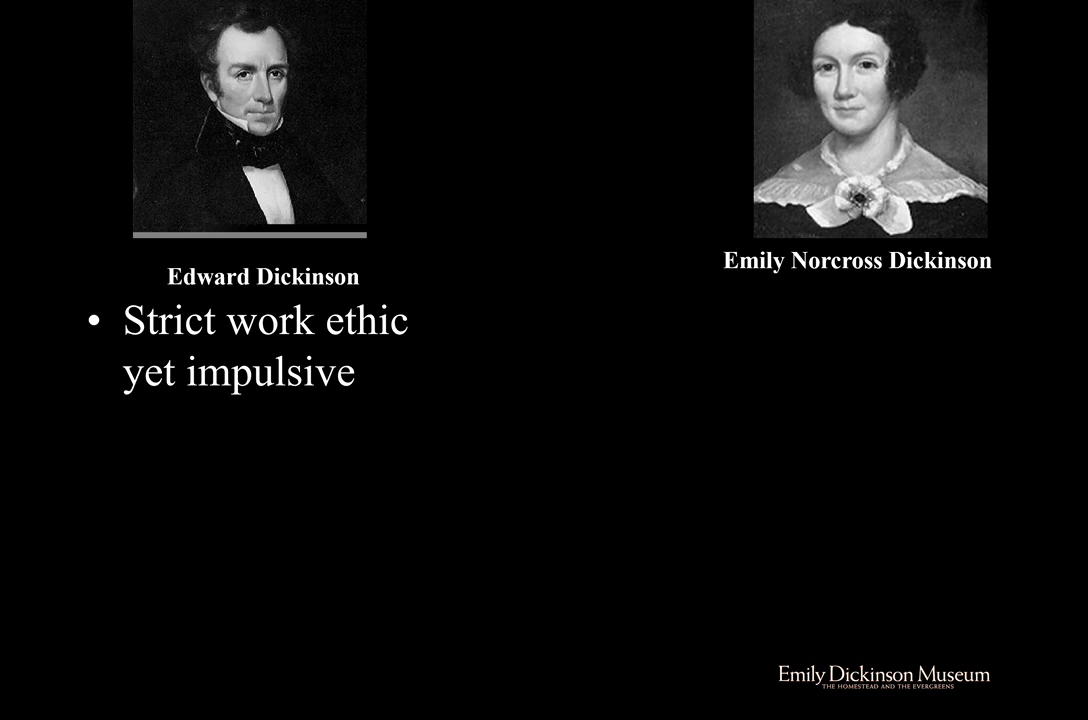 Edward Dickinson
Emily Norcross Dickinson
• Strict work ethic
yet impulsive
Emily Dickinson Museum
THE HOMESTEAD AND THE EVERGREENS